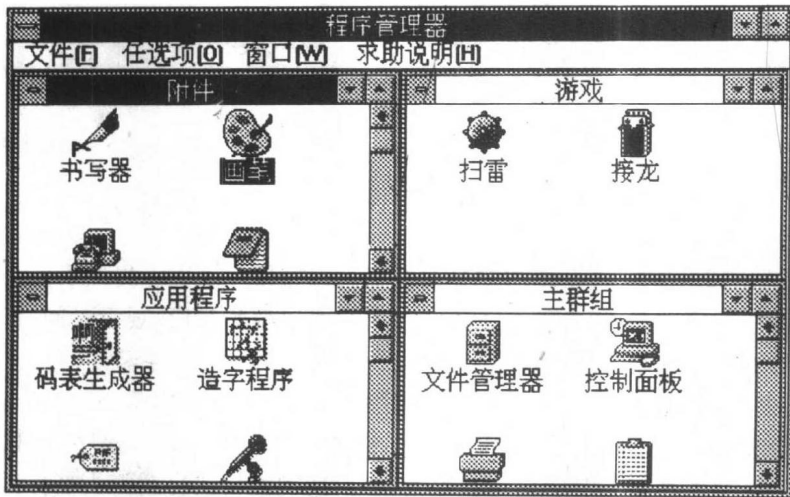 程序管理器
文件(F) 任选项(O) 窗口(W) 求助说明(H)
附件
书写器 画笔
游戏
扫雷 接龙
应用程序
码表生成器 造字程序
主群组
文件管理器 控制面板